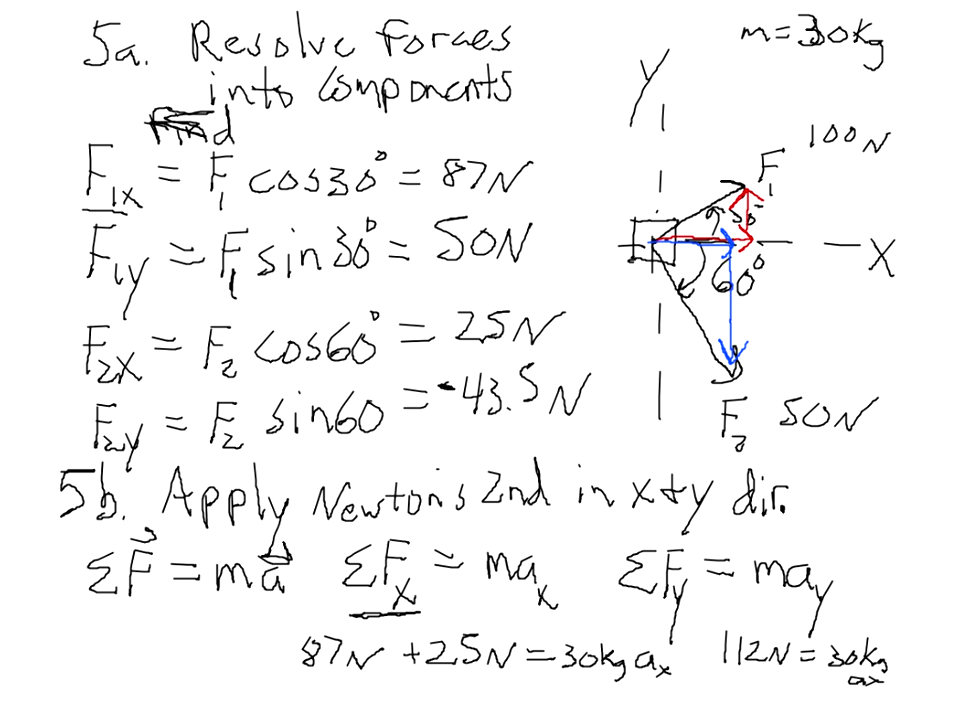 5a. Resolve forces
into components
Find
F₁ₓ = F₁ cos30° = 87N
F₁y = F₁ sin30° = 50N
F₂ₓ = F₂ cos60° = 25N
F₂y = F₂ sin60 = -43.5N
m=30kg
Y
F₁ 100N
30°
X
60°
F₂ 50N
5b. Apply Newton's 2nd in x+y dir.
ΣF⃗ = ma⃗ ΣFₓ = maₓ ΣFy = may
87N + 25N = 30kg aₓ 112N = 30kg
ax